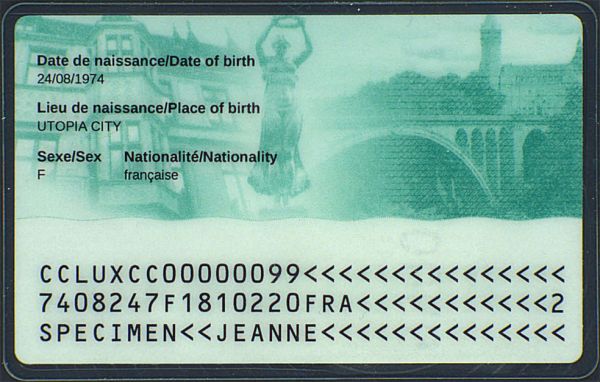 Date de naissance/Date of birth
24/08/1974
Lieu de naissance/Place of birth
UTOPIA CITY
Sexe/Sex Nationalité/Nationality
F française
CCLUXCC00000099<<<<<<<<<<<<<<<
7408247F1810220FRA<<<<<<<<<<<2
SPECIMEN<<JEANNE<<<<<<<<<<<<<<